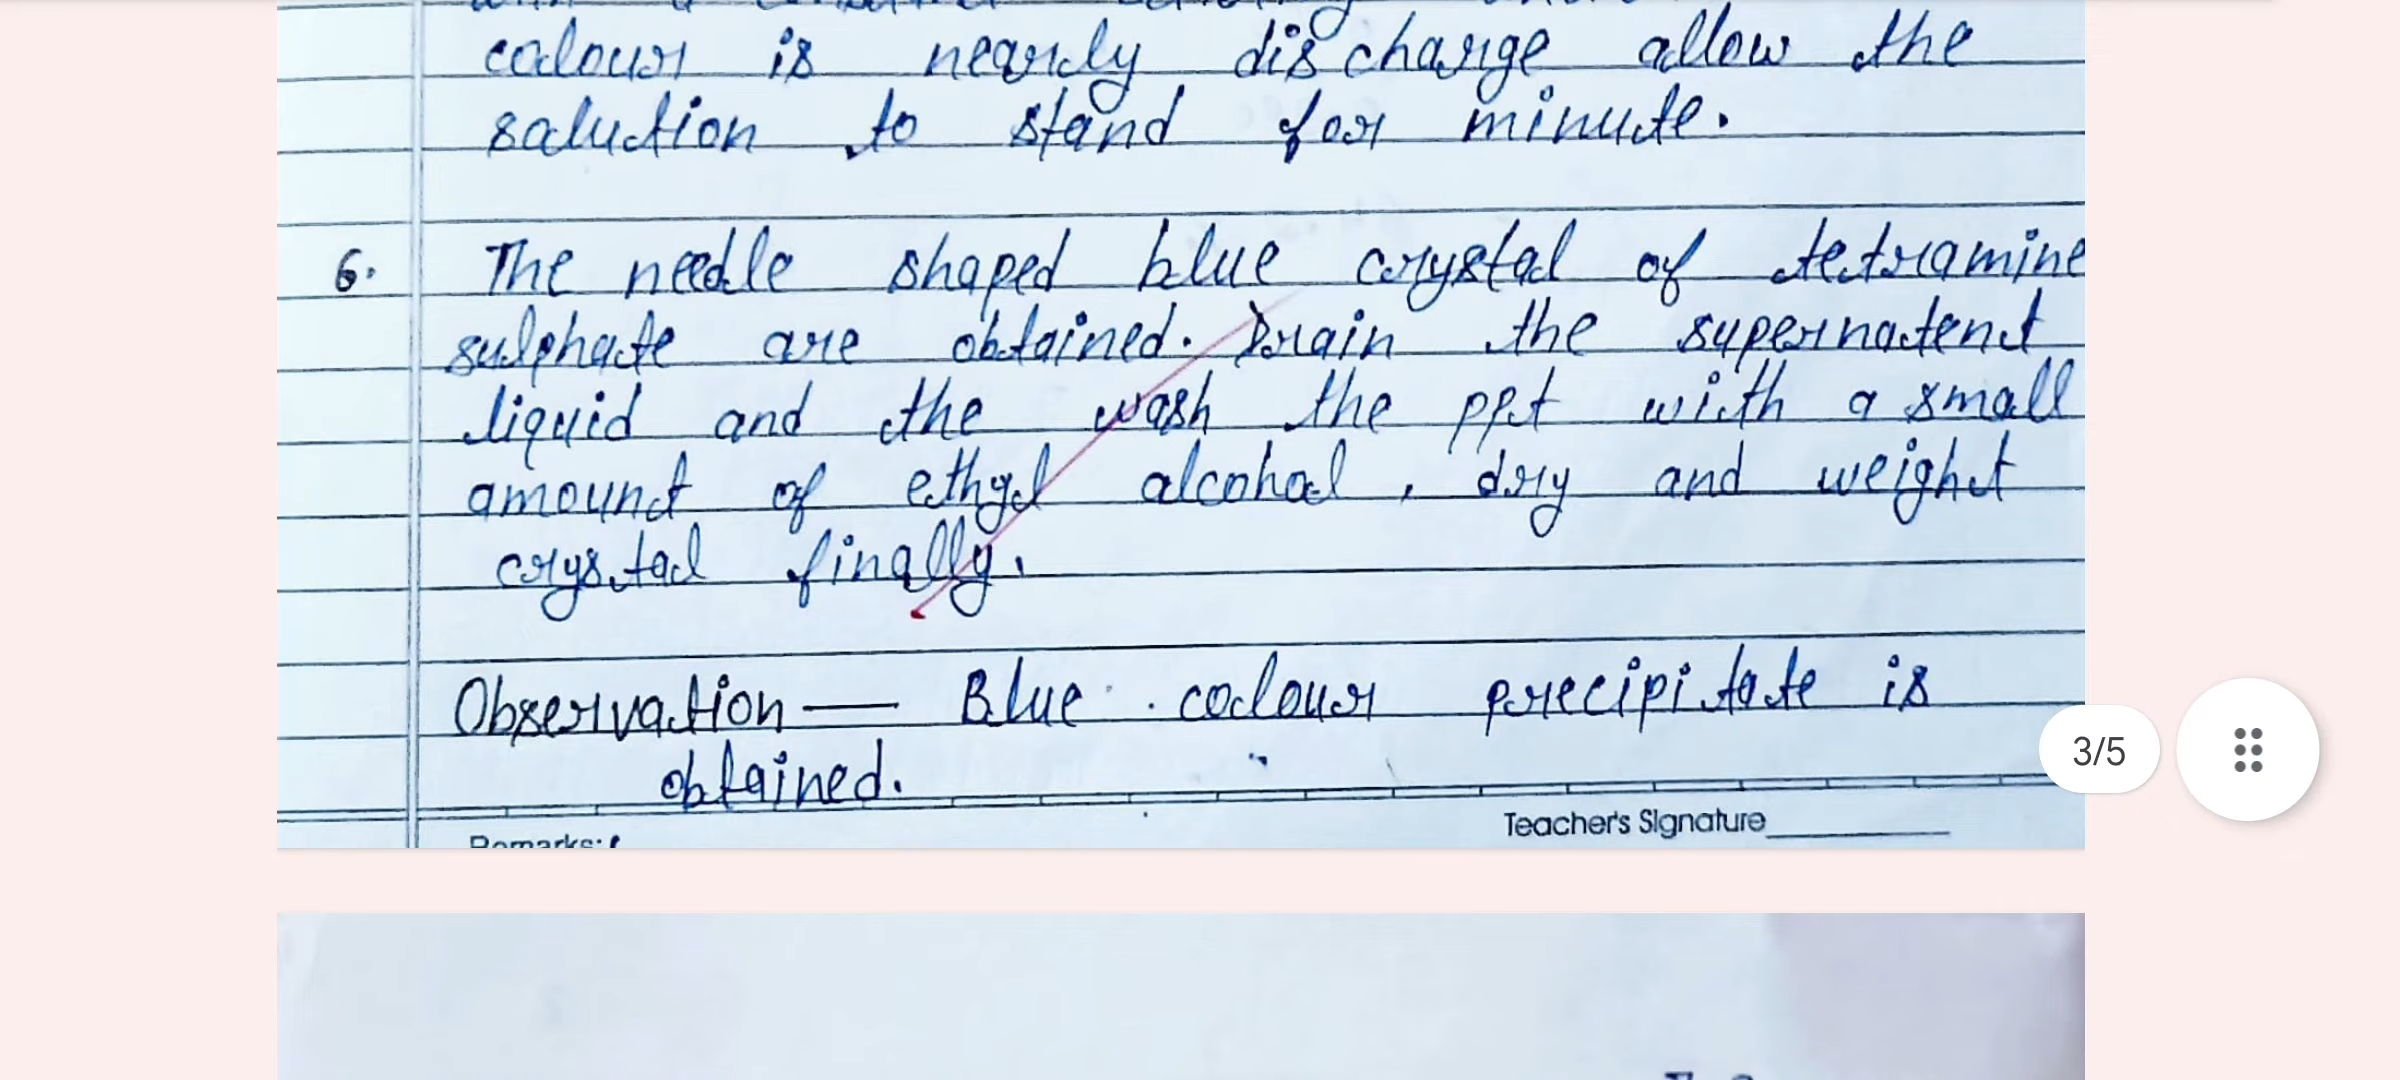 colour is nearly discharge allow the
solution to stand for minute.
6. The needle shaped blue crystal of tetramine
sulphate are obtained. Drain the supernatent
liquid and the wash the ppt with a small
amount of ethyl alcohol, dry and weight
crystal finally.
Observation — Blue colour precipitate is
obtained.
3/5
Teacher's Signature
Remarks: